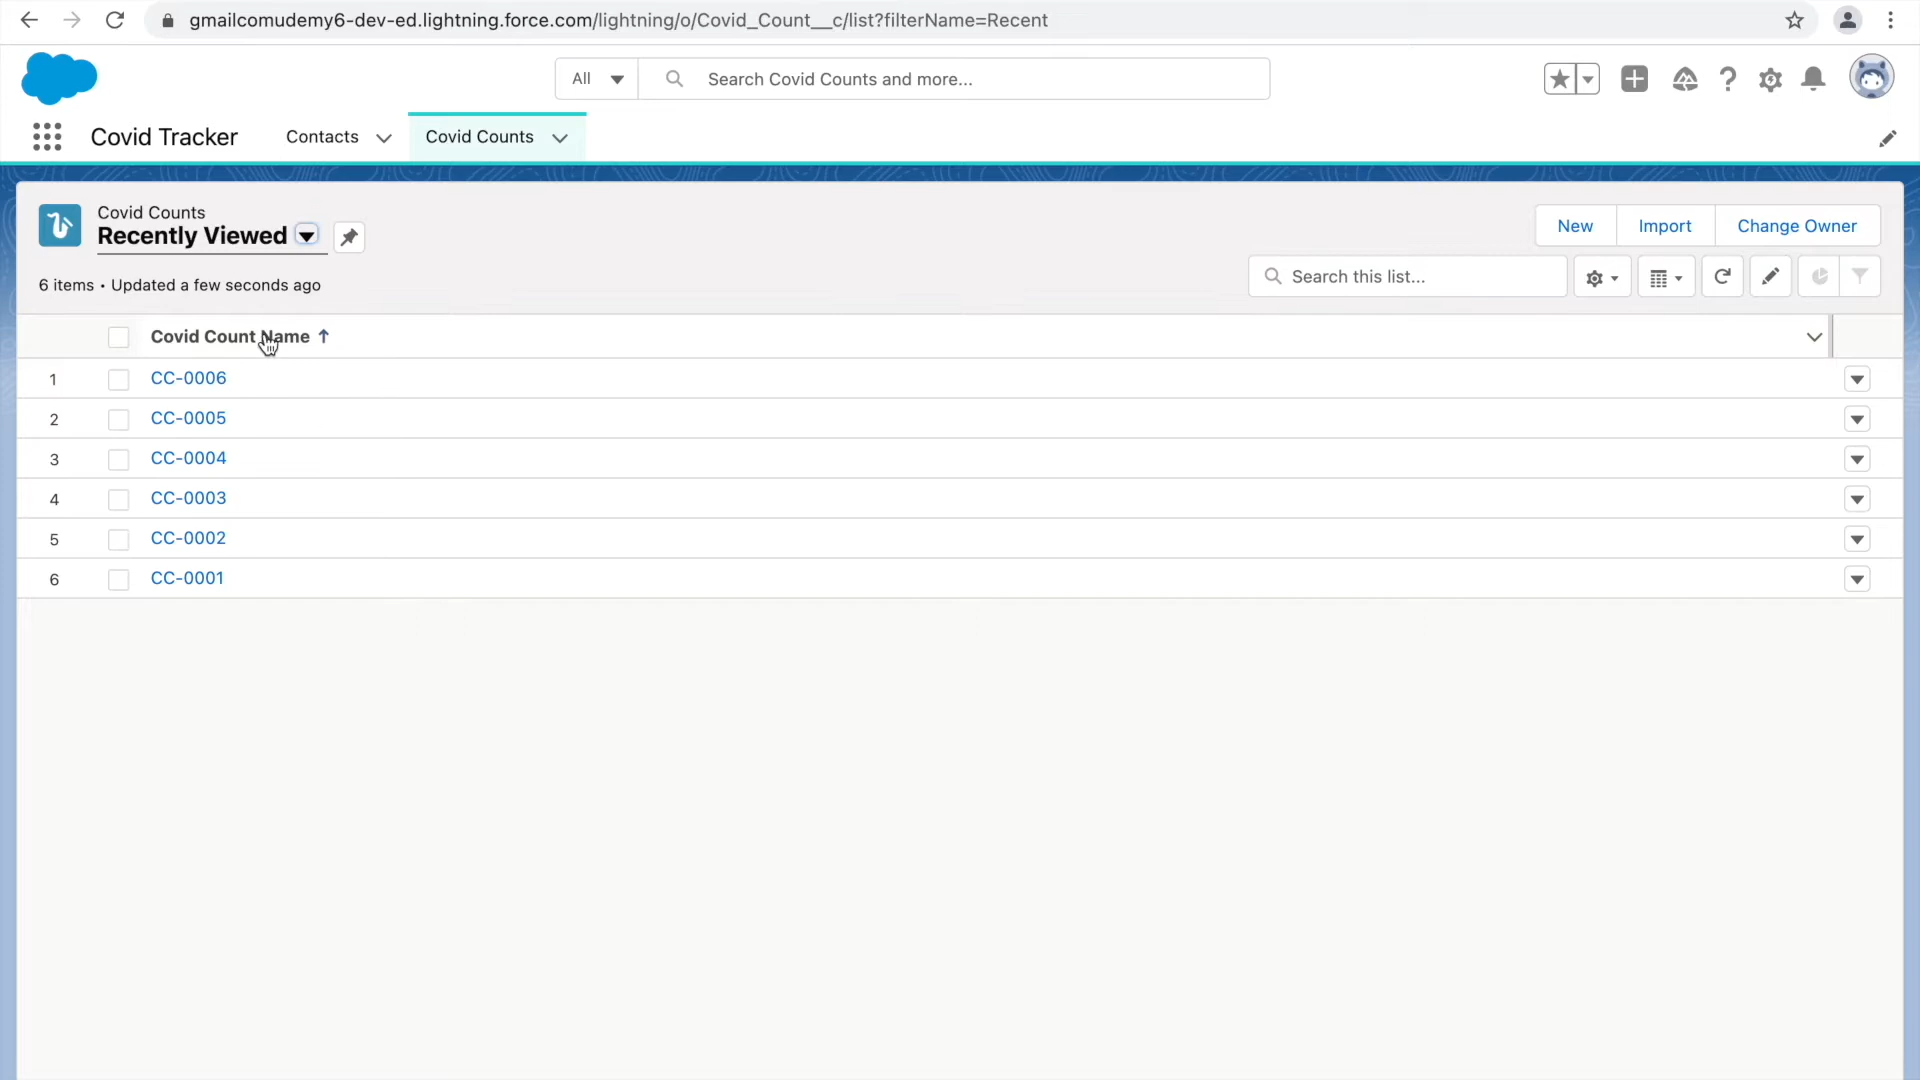 gmailcomudemy6-dev-ed.lightning.force.com/lightning/o/Covid_Count__c/list?filterName=Recent
All Search Covid Counts and more...
Covid Tracker Contacts Covid Counts
Covid Counts
Recently Viewed
New Import Change Owner
6 items • Updated a few seconds ago
Search this list...
Covid Count Name
1 CC-0006
2 CC-0005
3 CC-0004
4 CC-0003
5 CC-0002
6 CC-0001